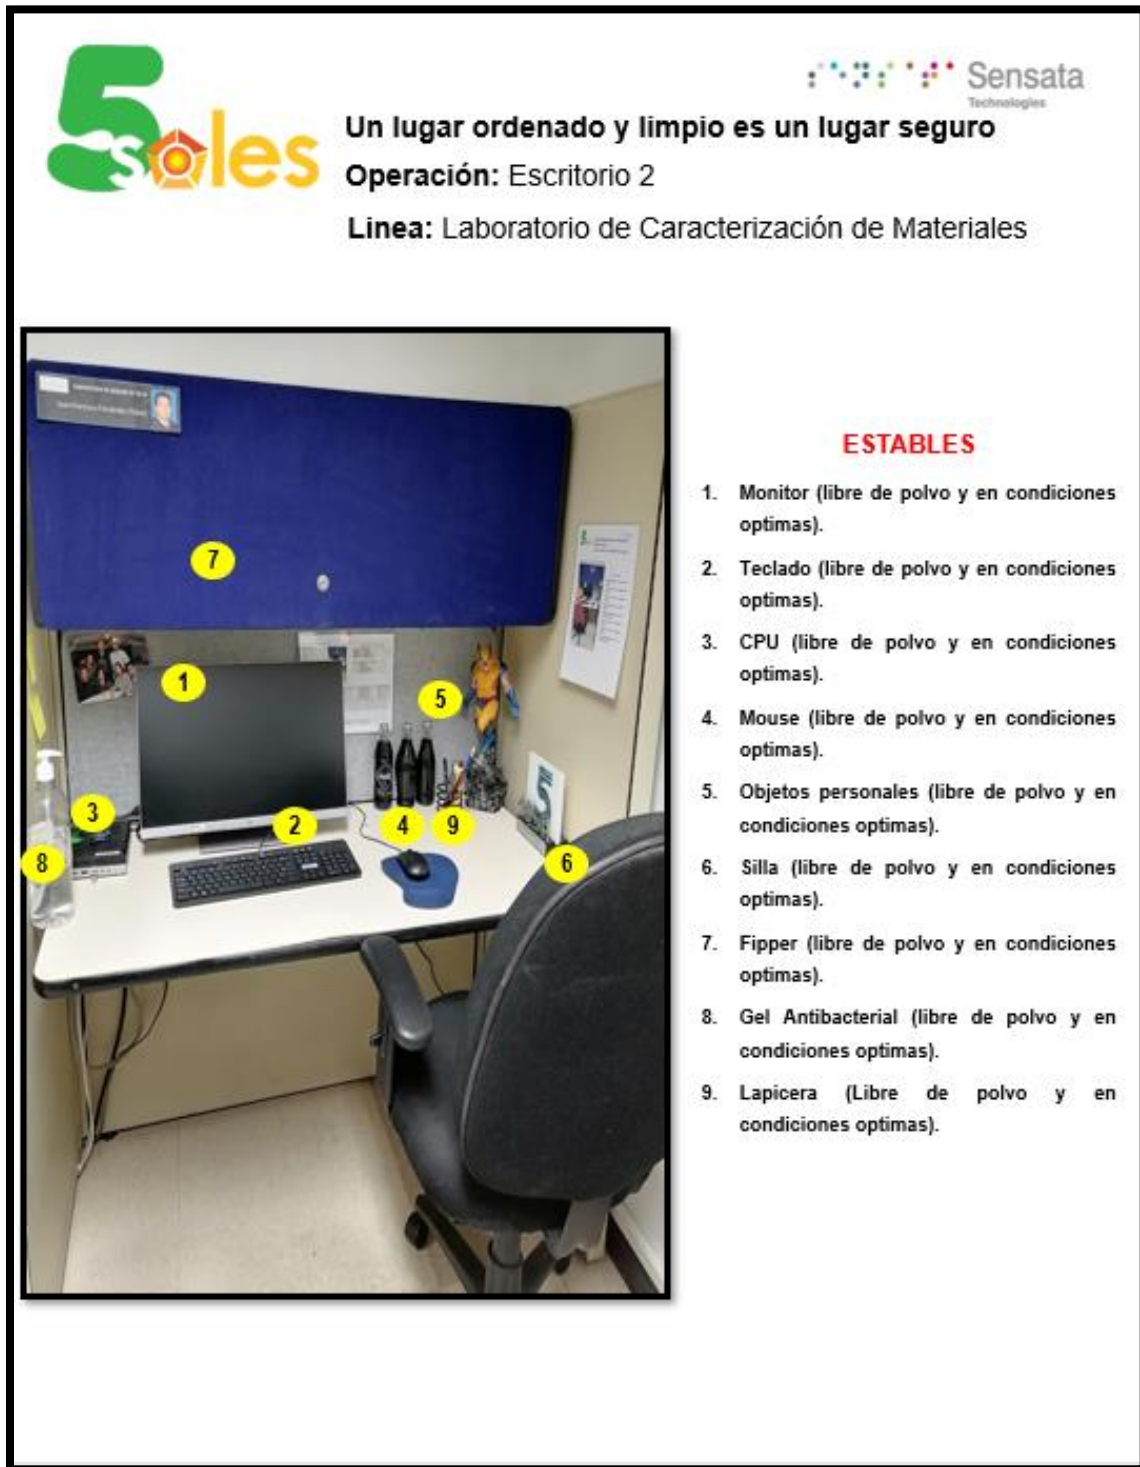 5soles
Sensata
Technologies
Un lugar ordenado y limpio es un lugar seguro
Operación: Escritorio 2
Linea: Laboratorio de Caracterización de Materiales
ESTABLES
1. Monitor (libre de polvo y en condiciones
optimas).
2. Teclado (libre de polvo y en condiciones
optimas).
3. CPU (libre de polvo y en condiciones
optimas).
4. Mouse (libre de polvo y en condiciones
optimas).
5. Objetos personales (libre de polvo y en
condiciones optimas).
6. Silla (libre de polvo y en condiciones
optimas).
7. Fipper (libre de polvo y en condiciones
optimas).
8. Gel Antibacterial (libre de polvo y en
condiciones optimas).
9. Lapicera (Libre de polvo y en
condiciones optimas).
7
1
5
3
2
4
9
8
6